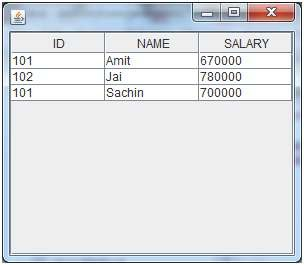 ID NAME SALARY
101 Amit 670000
102 Jai 780000
101 Sachin 700000